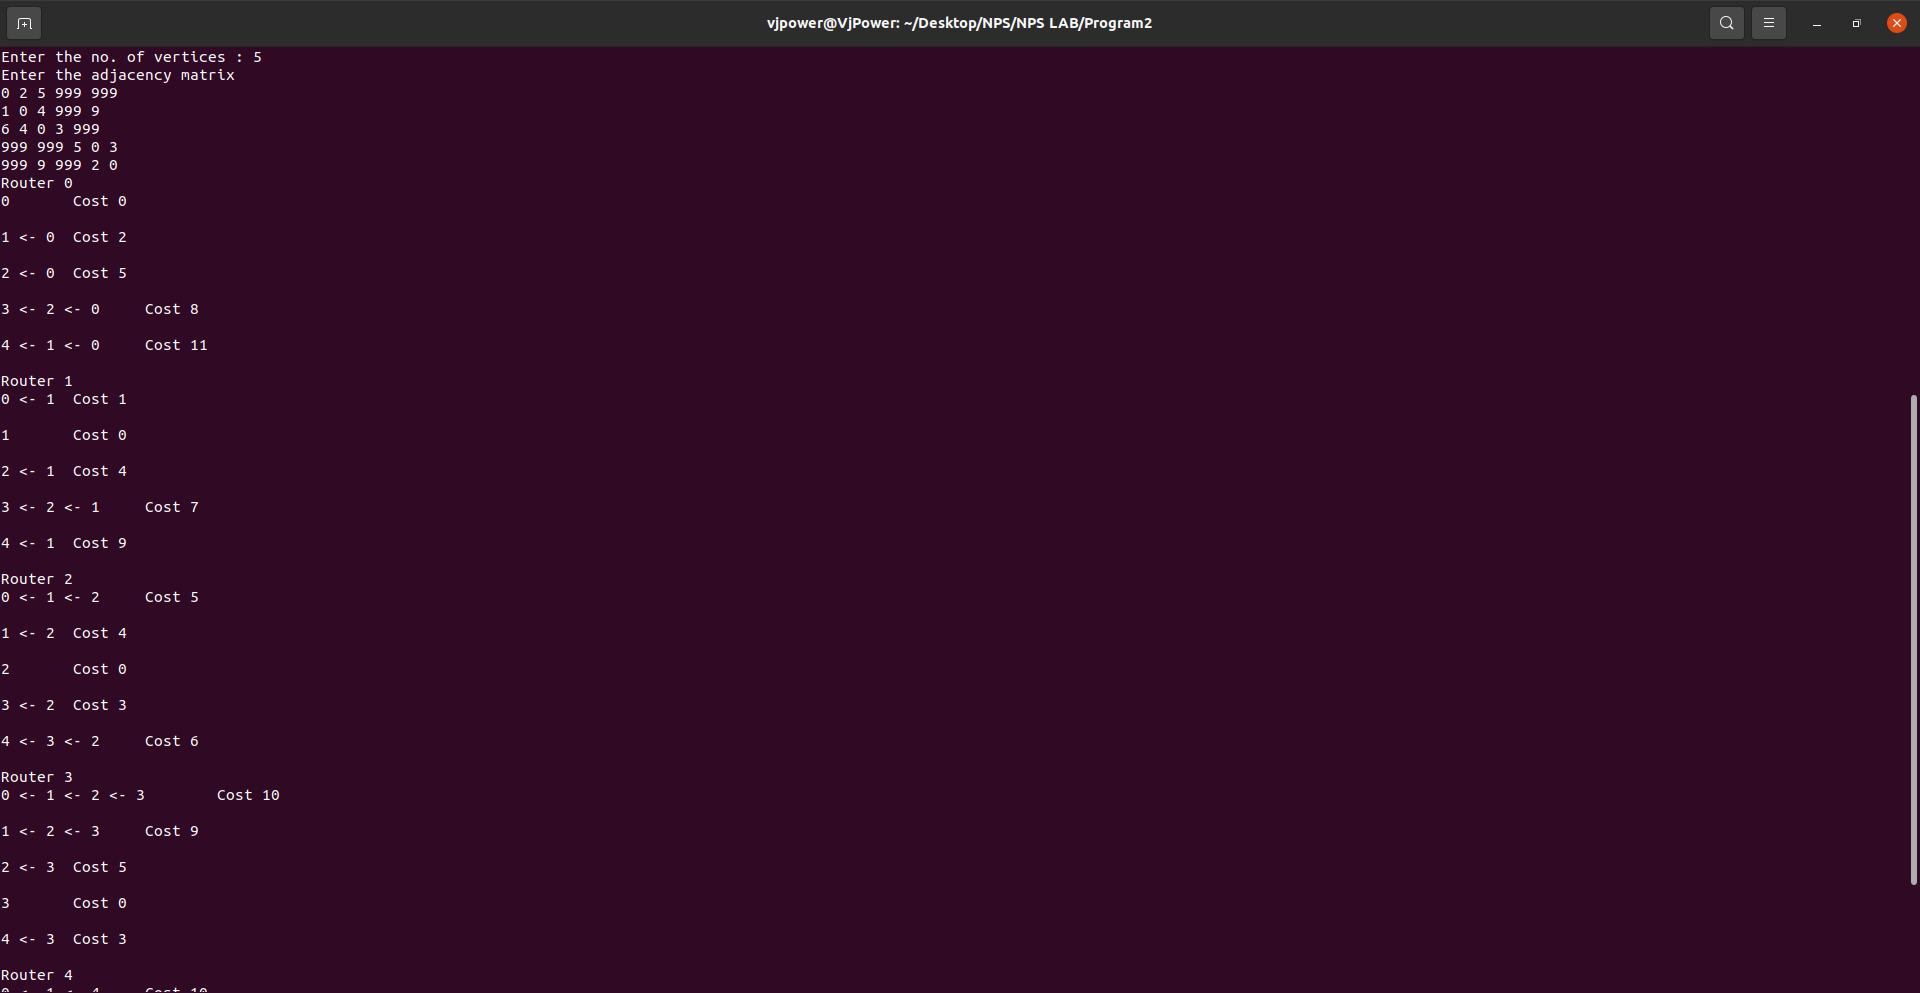 vjpower@VjPower: ~/Desktop/NPS/NPS LAB/Program2
Enter the no. of vertices : 5
Enter the adjacency matrix
0 2 5 999 999
1 0 4 999 9
6 4 0 3 999
999 999 5 0 3
999 9 999 2 0
Router 0
0       Cost 0
1 <- 0  Cost 2
2 <- 0  Cost 5
3 <- 2 <- 0     Cost 8
4 <- 1 <- 0     Cost 11
Router 1
0 <- 1  Cost 1
1       Cost 0
2 <- 1  Cost 4
3 <- 2 <- 1     Cost 7
4 <- 1  Cost 9
Router 2
0 <- 1 <- 2     Cost 5
1 <- 2  Cost 4
2       Cost 0
3 <- 2  Cost 3
4 <- 3 <- 2     Cost 6
Router 3
0 <- 1 <- 2 <- 3        Cost 10
1 <- 2 <- 3     Cost 9
2 <- 3  Cost 5
3       Cost 0
4 <- 3  Cost 3
Router 4
0 <- 1 <- 4     Cost 10